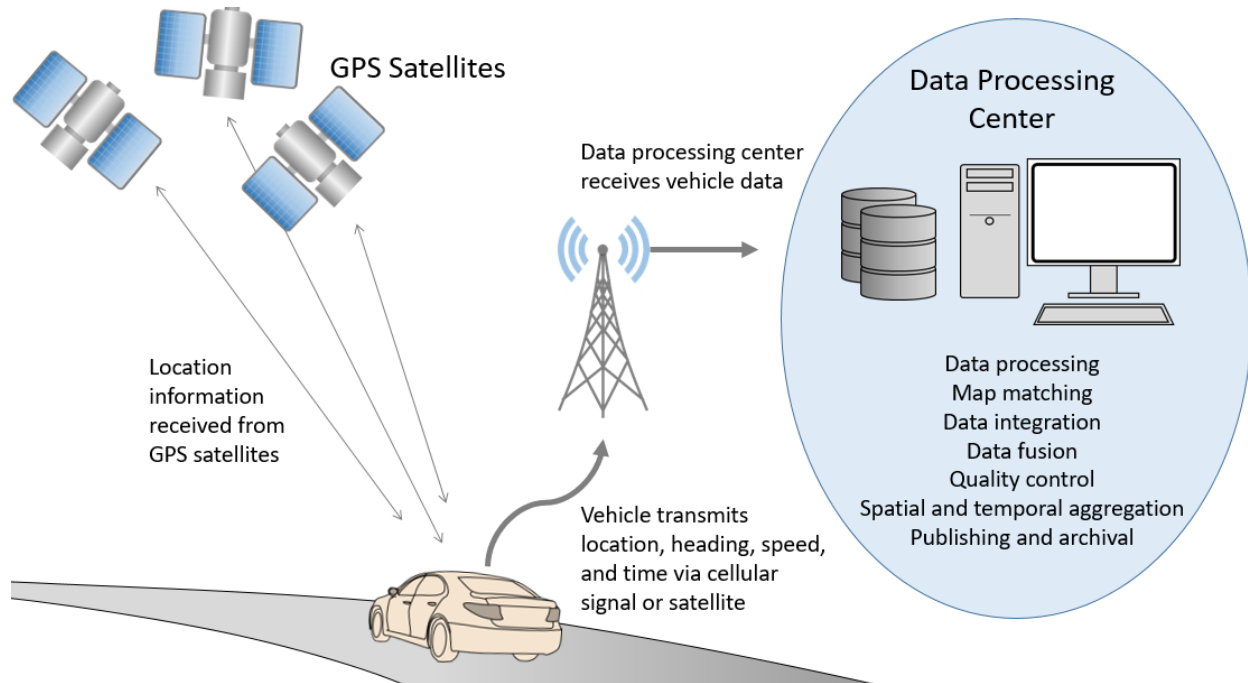 GPS Satellites
Data Processing
Center
Data processing center
receives vehicle data
Location
information
received from
GPS satellites
Vehicle transmits
location, heading, speed,
and time via cellular
signal or satellite
Data processing
Map matching
Data integration
Data fusion
Quality control
Spatial and temporal aggregation
Publishing and archival